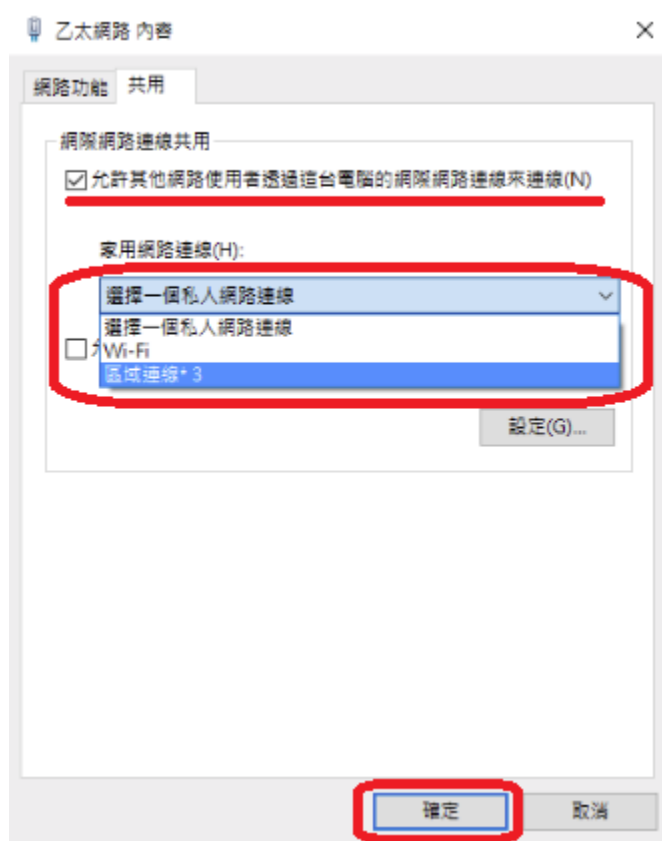 乙太網路 內容
網路功能 共用
網際網路連線共用
允許其他網路使用者透過這台電腦的網際網路連線來連線(N)
家用網路連線(H):
選擇一個私人網路連線
選擇一個私人網路連線
Wi-Fi
區域連線* 3
設定(G)...
確定 取消